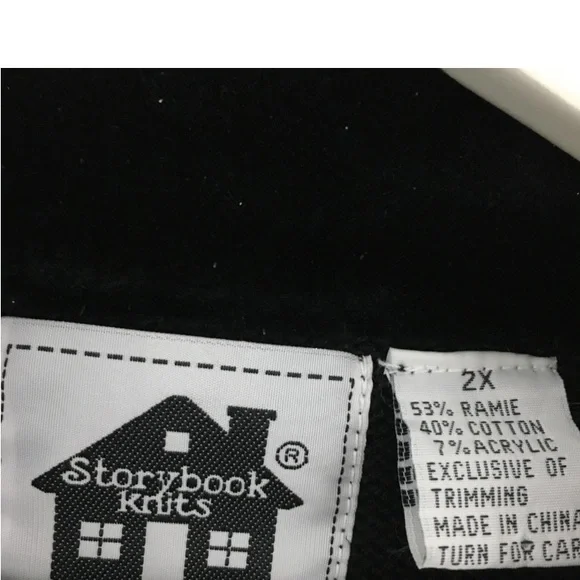 Storybook
knits
®
2X
53% RAMIE
40% COTTON
7% ACRYLIC
EXCLUSIVE OF
TRIMMING
MADE IN CHINA
TURN FOR CAR